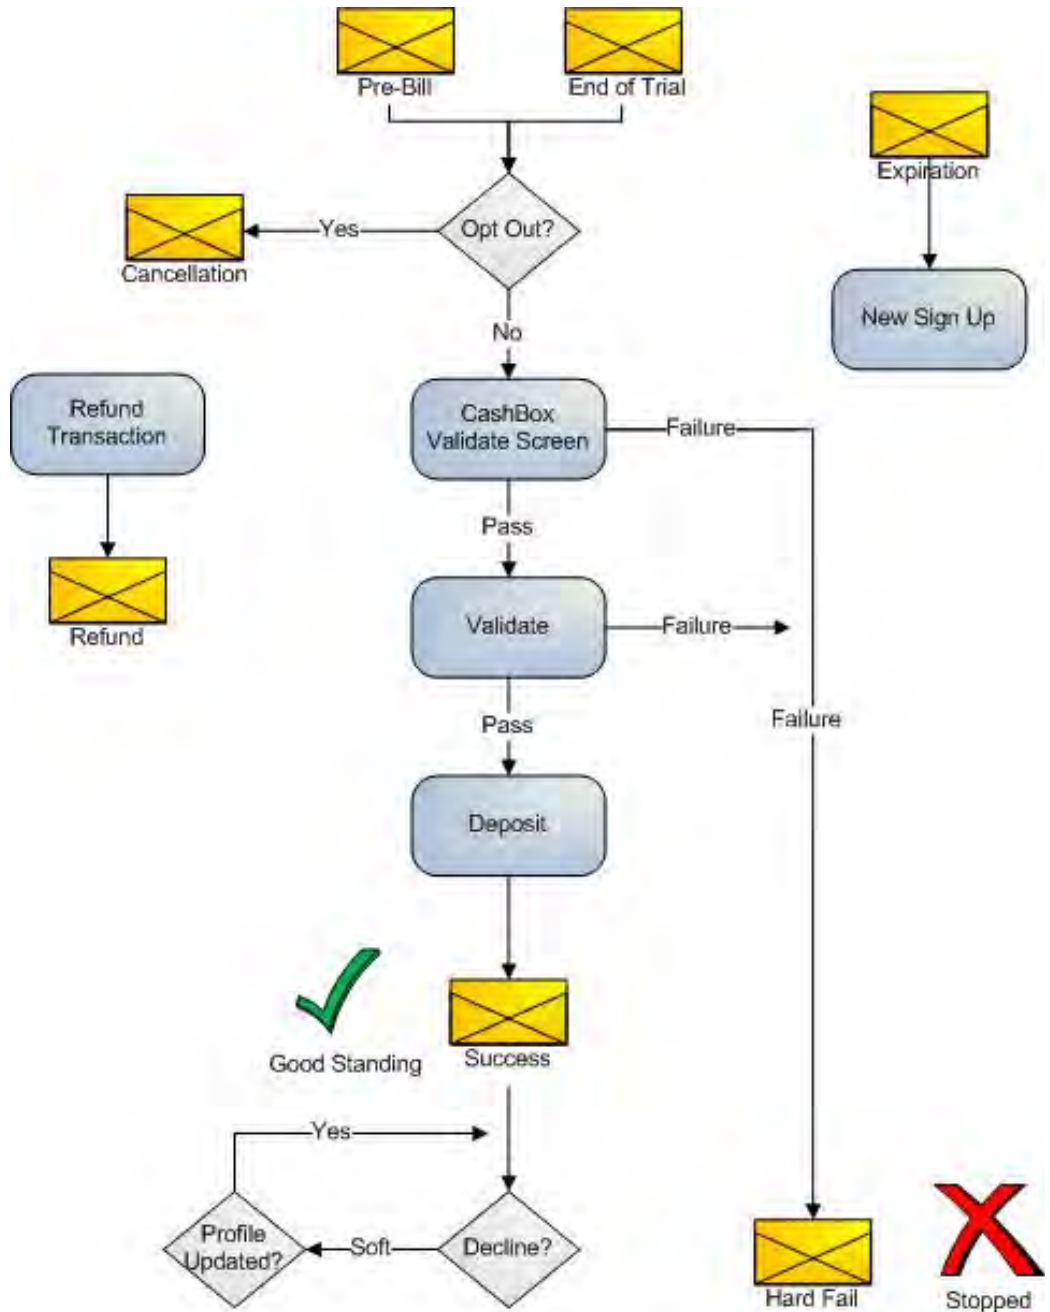 Pre-Bill
End of Trial
Expiration
Opt Out?
Yes
Cancellation
New Sign Up
No
Refund
Transaction
CashBox
Validate Screen
Failure
Pass
Validate
Failure
Refund
Pass
Failure
Deposit
Good Standing
Success
Yes
Profile
Updated?
Soft
Decline?
Hard Fail
Stopped